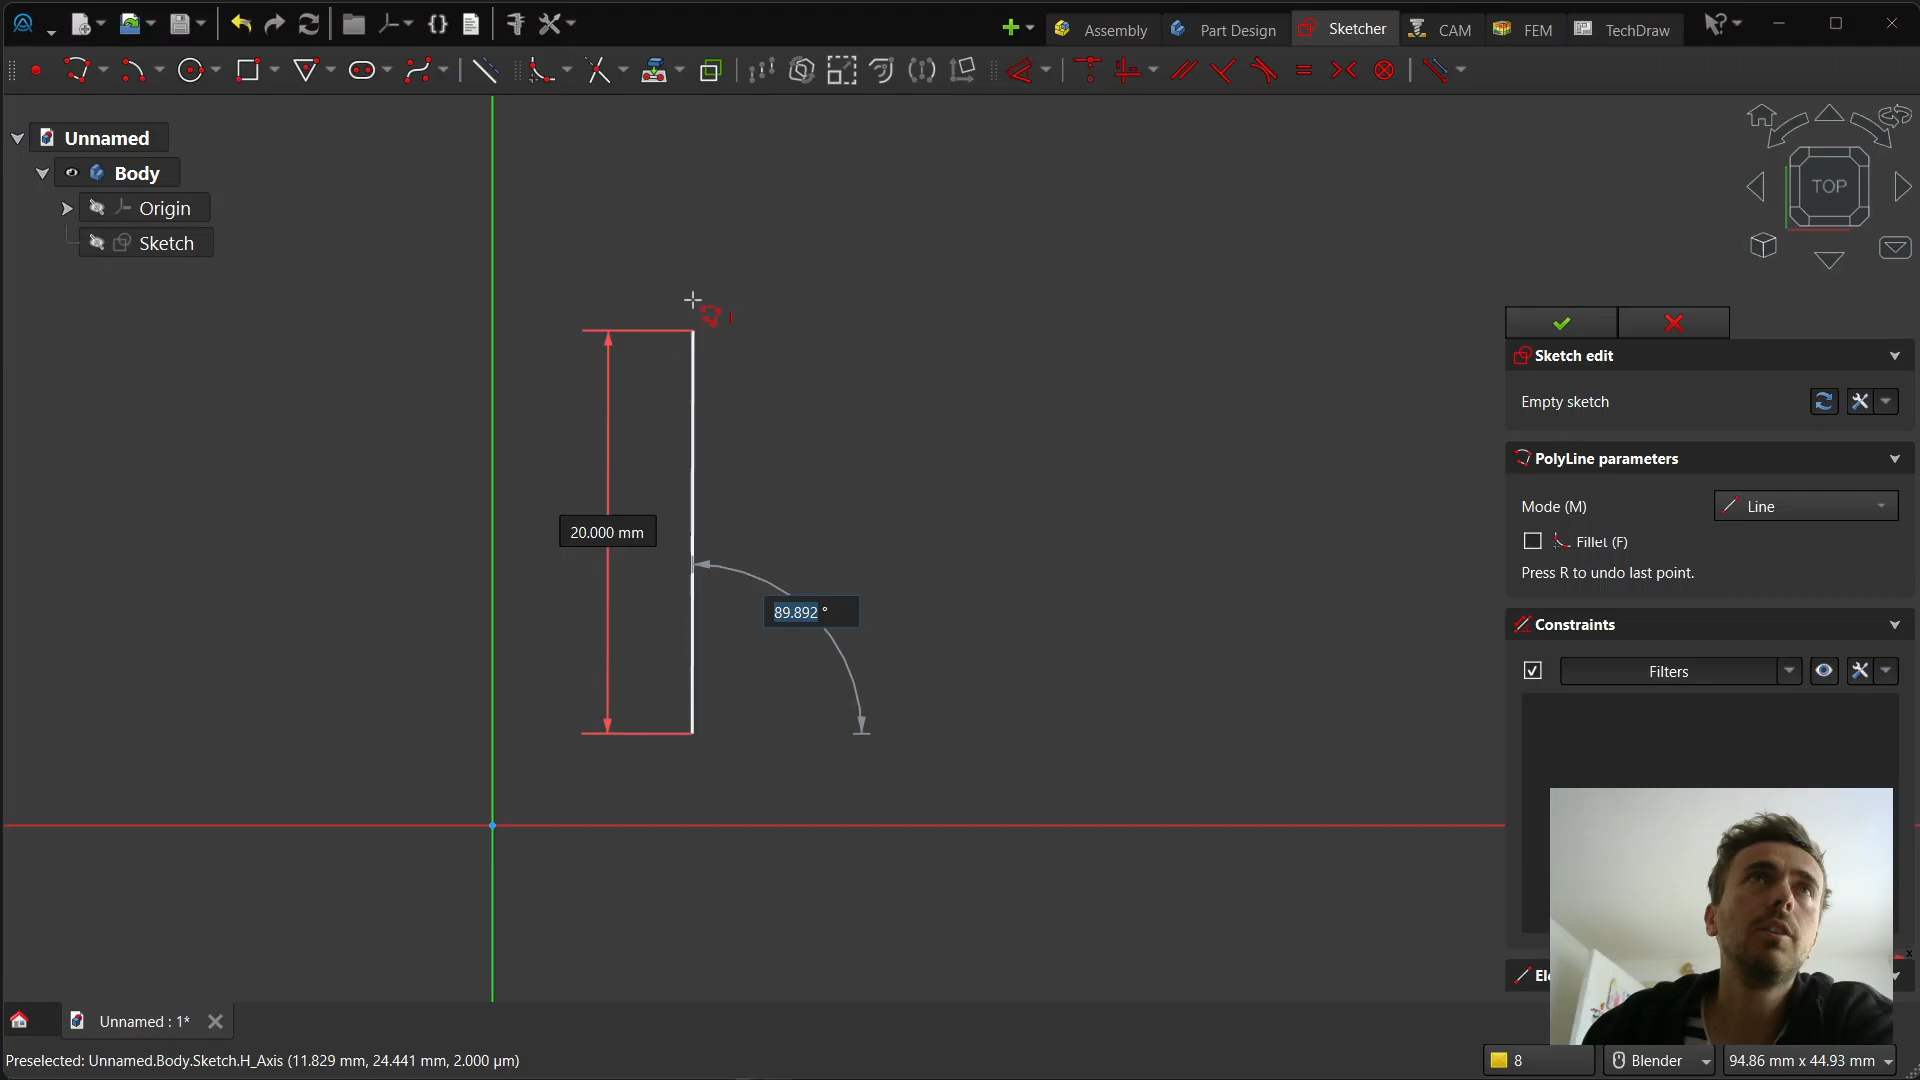 Assembly
Part Design
Sketcher
CAM
FEM
TechDraw
Unnamed
Body
Origin
Sketch
TOP
20.000 mm
89.892 °
Sketch edit
Empty sketch
PolyLine parameters
Mode (M)
Line
Fillet (F)
Press R to undo last point.
Constraints
Filters
Unnamed : 1*
Preselected: Unnamed.Body.Sketch.H_Axis (11.829 mm, 24.441 mm, 2.000 µm)
8
Blender
94.86 mm x 44.93 mm